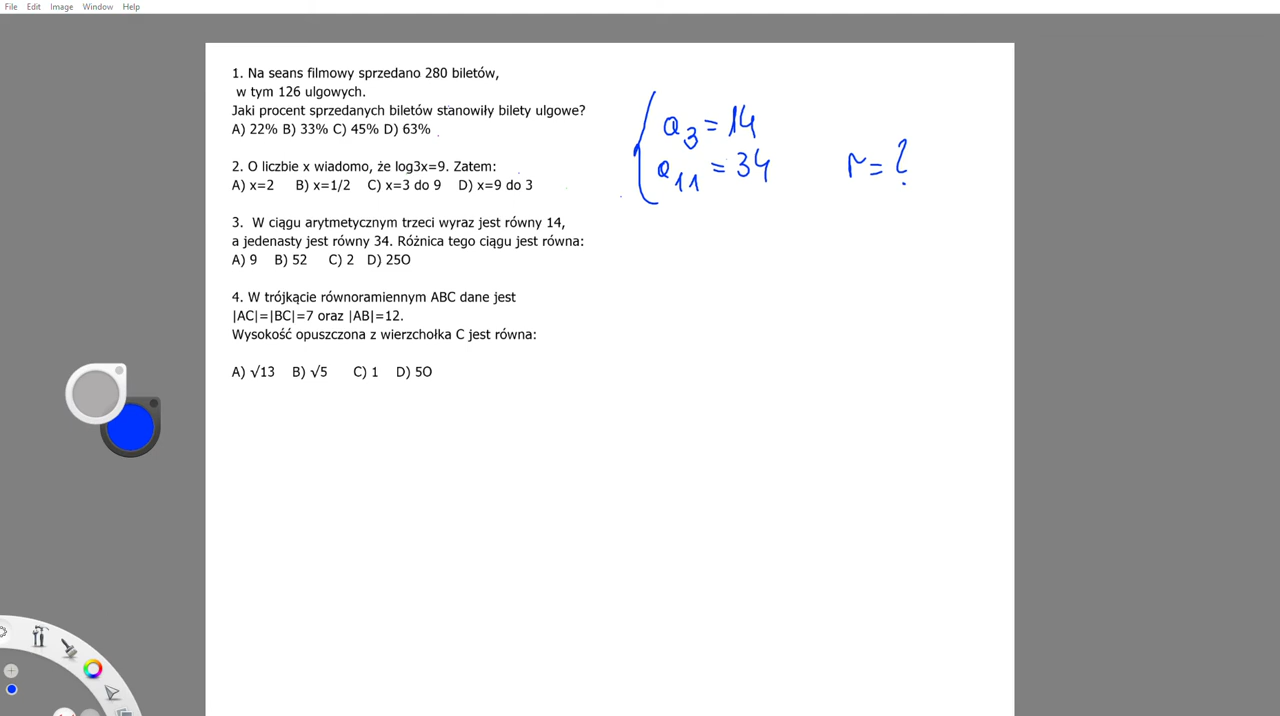 File Edit Image Window Help
1. Na seans filmowy sprzedano 280 biletów,
w tym 126 ulgowych.
Jaki procent sprzedanych biletów stanowiły bilety ulgowe?
A) 22% B) 33% C) 45% D) 63%
2. O liczbie x wiadomo, że log3x=9. Zatem:
A) x=2 B) x=1/2 C) x=3 do 9 D) x=9 do 3
3. W ciągu arytmetycznym trzeci wyraz jest równy 14,
a jedenasty jest równy 34. Różnica tego ciągu jest równa:
A) 9 B) 52 C) 2 D) 25O
4. W trójkącie równoramiennym ABC dane jest
|AC|=|BC|=7 oraz |AB|=12.
Wysokość opuszczona z wierzchołka C jest równa:
A) √13 B) √5 C) 1 D) 5O
a3 = 14
a11 = 34 r = ?